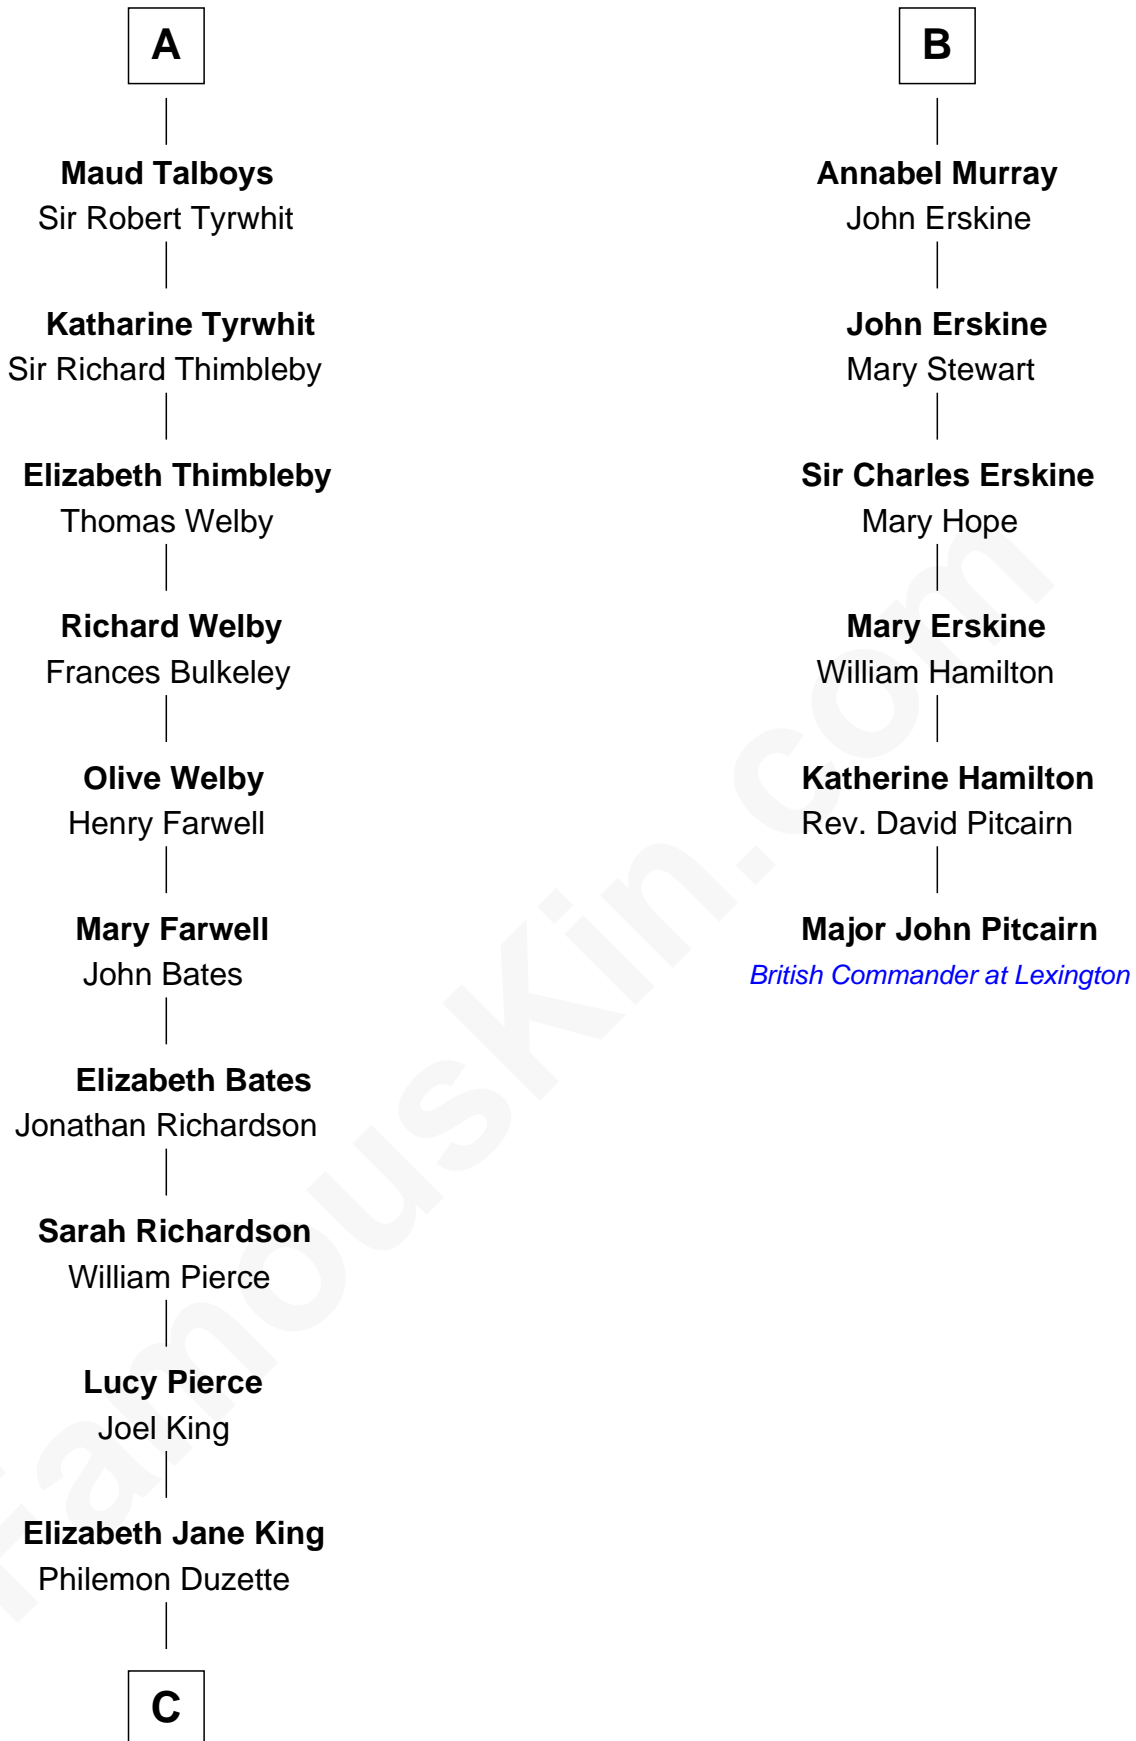 A
Maud Talboys
Sir Robert Tyrwhit
Katharine Tyrwhit
Sir Richard Thimbleby
Elizabeth Thimbleby
Thomas Welby
Richard Welby
Frances Bulkeley
Olive Welby
Henry Farwell
Mary Farwell
John Bates
Elizabeth Bates
Jonathan Richardson
Sarah Richardson
William Pierce
Lucy Pierce
Joel King
Elizabeth Jane King
Philemon Duzette
C
B
Annabel Murray
John Erskine
John Erskine
Mary Stewart
Sir Charles Erskine
Mary Hope
Mary Erskine
William Hamilton
Katherine Hamilton
Rev. David Pitcairn
Major John Pitcairn
British Commander at Lexington
FamousKin.com